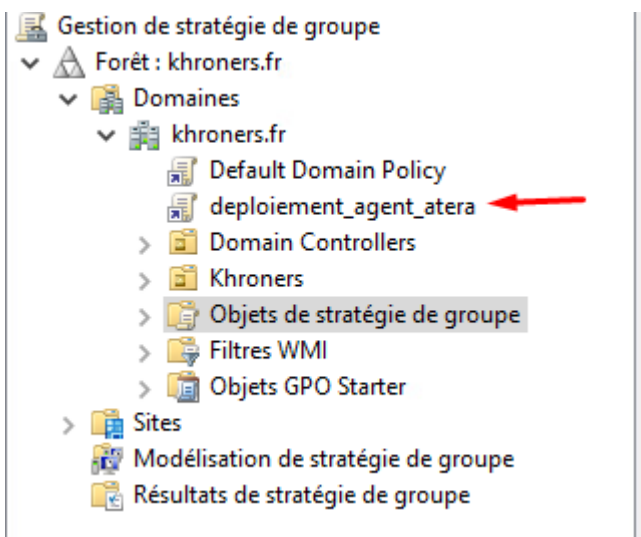 Gestion de stratégie de groupe
Forêt : khroners.fr
Domaines
khroners.fr
Default Domain Policy
deploiement_agent_atera
Domain Controllers
Khroners
Objets de stratégie de groupe
Filtres WMI
Objets GPO Starter
Sites
Modélisation de stratégie de groupe
Résultats de stratégie de groupe